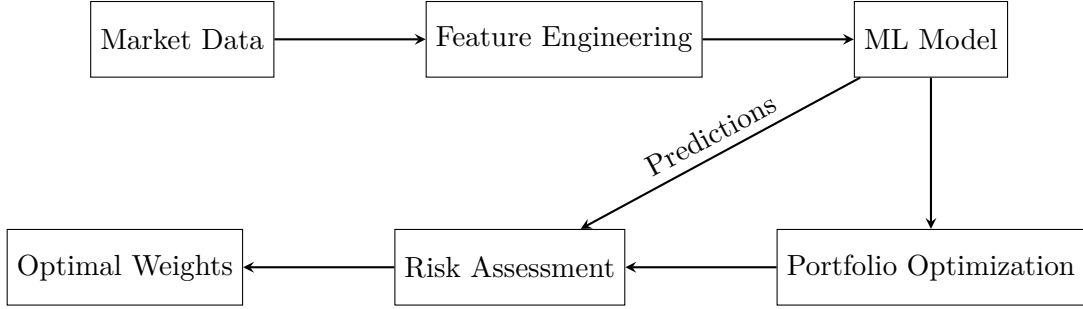 Market Data
Feature Engineering
ML Model
Predictions
Optimal Weights
Risk Assessment
Portfolio Optimization